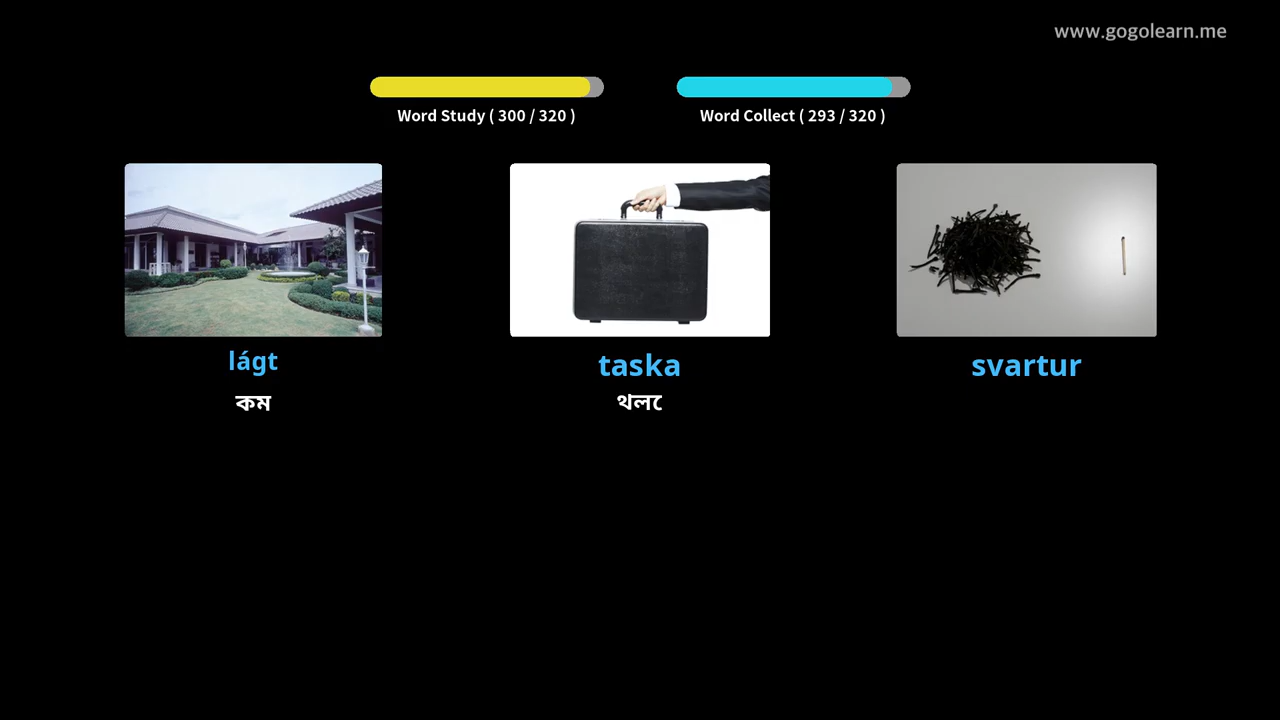 www.gogolearn.me
Word Study ( 300 / 320 )
Word Collect ( 293 / 320 )
lágt
taska
svartur
কম
থলে